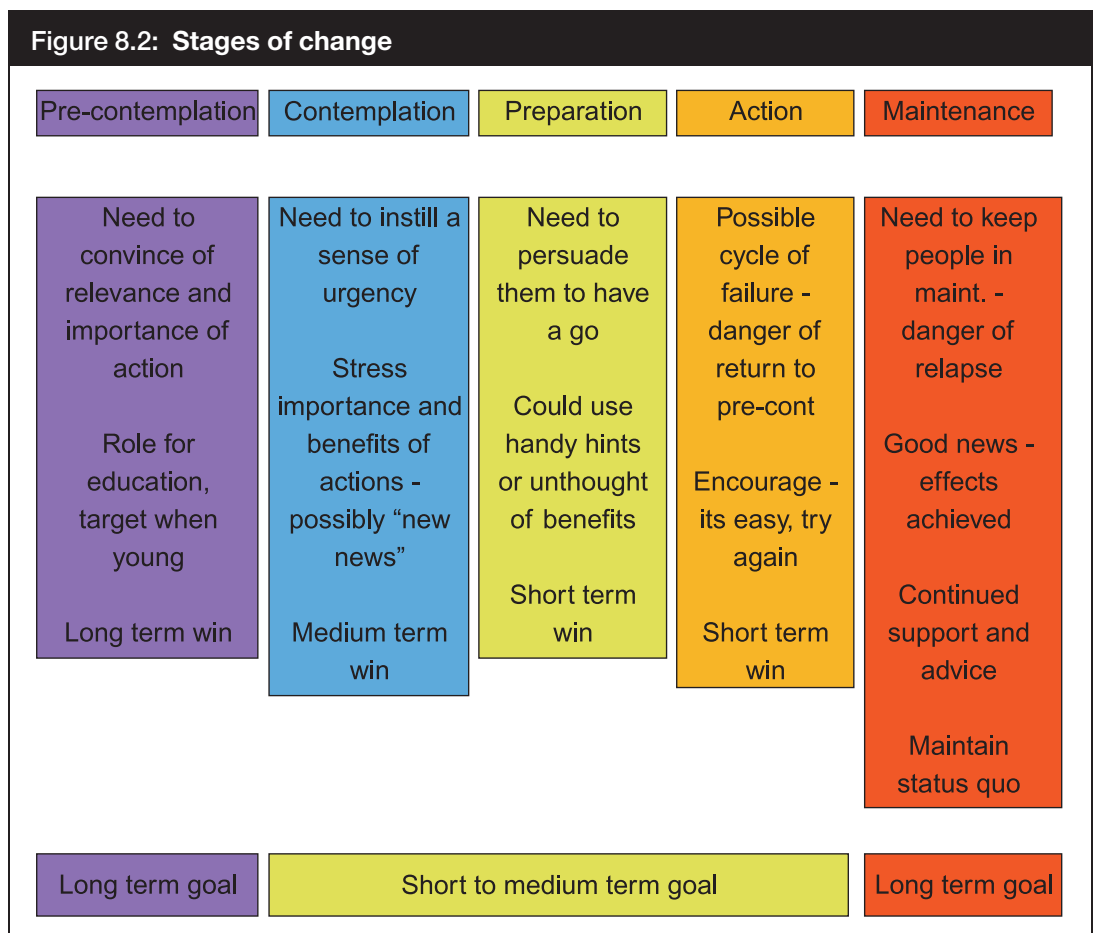 Figure 8.2: Stages of change
Pre-contemplation
Contemplation
Preparation
Action
Maintenance
Need to
convince of
relevance and
importance of
action
Role for
education,
target when
young
Long term win
Need to instill a
sense of
urgency
Stress
importance and
benefits of
actions -
possibly “new
news”
Medium term
win
Need to
persuade
them to have
a go
Could use
handy hints
or unthought
of benefits
Short term
win
Possible
cycle of
failure -
danger of
return to
pre-cont
Encourage -
its easy, try
again
Short term
win
Need to keep
people in
maint. -
danger of
relapse
Good news -
effects
achieved
Continued
support and
advice
Maintain
status quo
Long term goal
Short to medium term goal
Long term goal